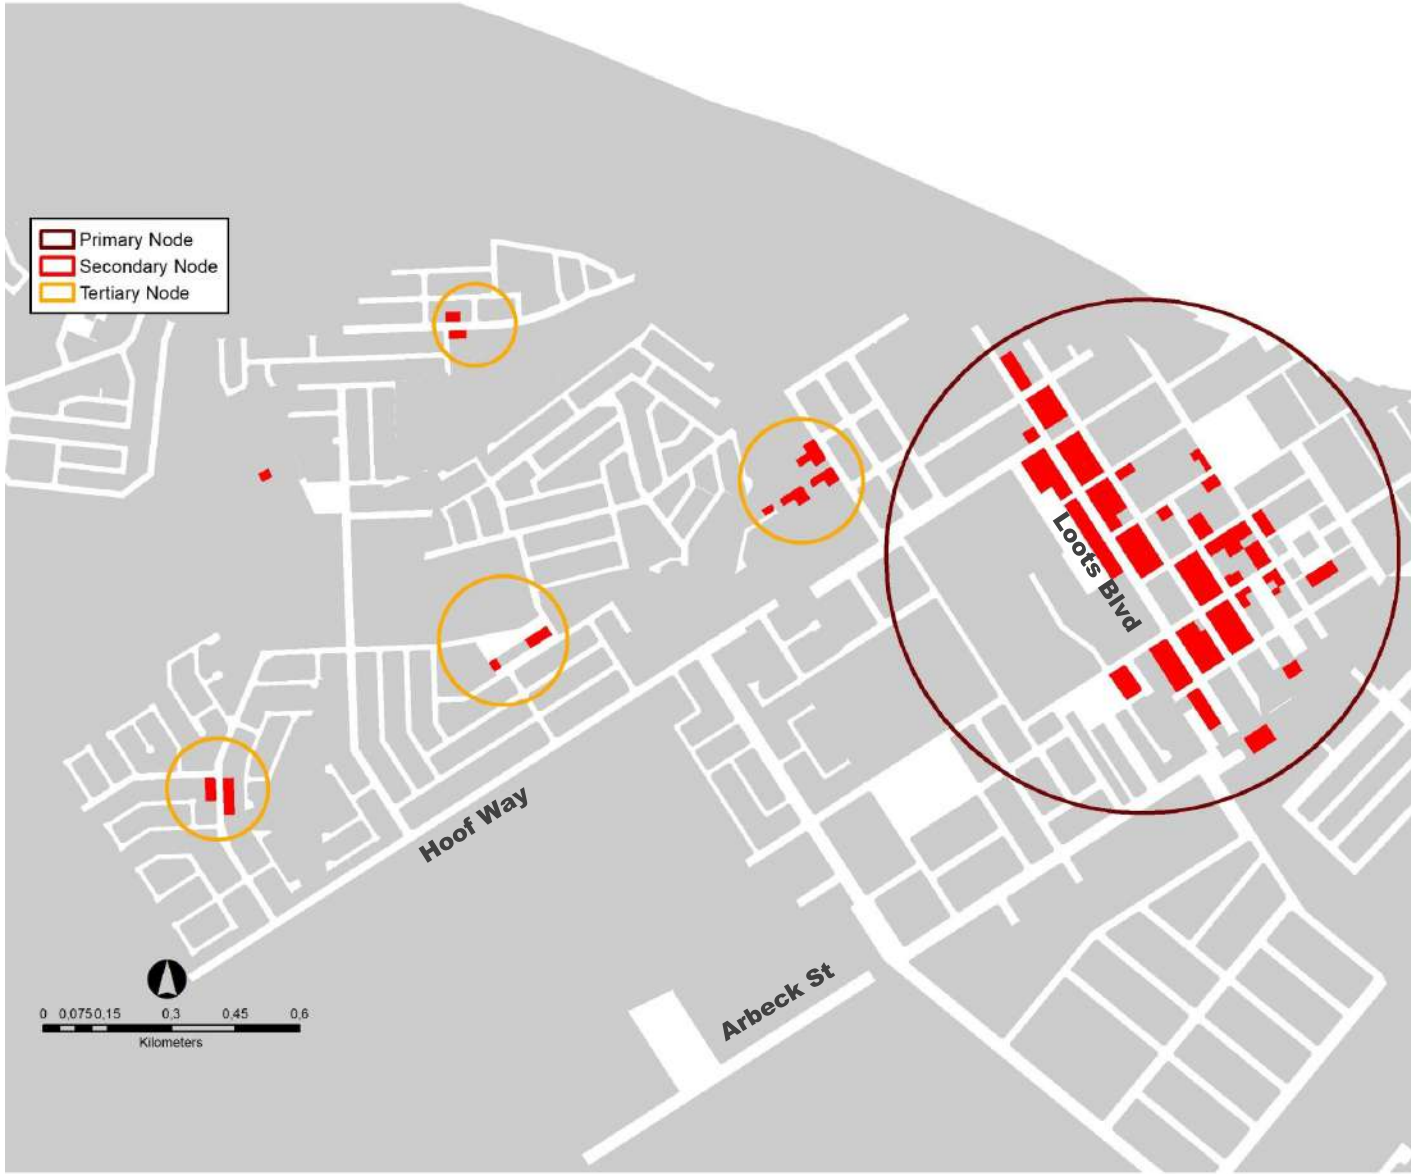 Primary Node
Secondary Node
Tertiary Node
Loots Blvd
Hoof Way
Arbeck St
0 0,075 0,15 0,3 0,45 0,6
Kilometers